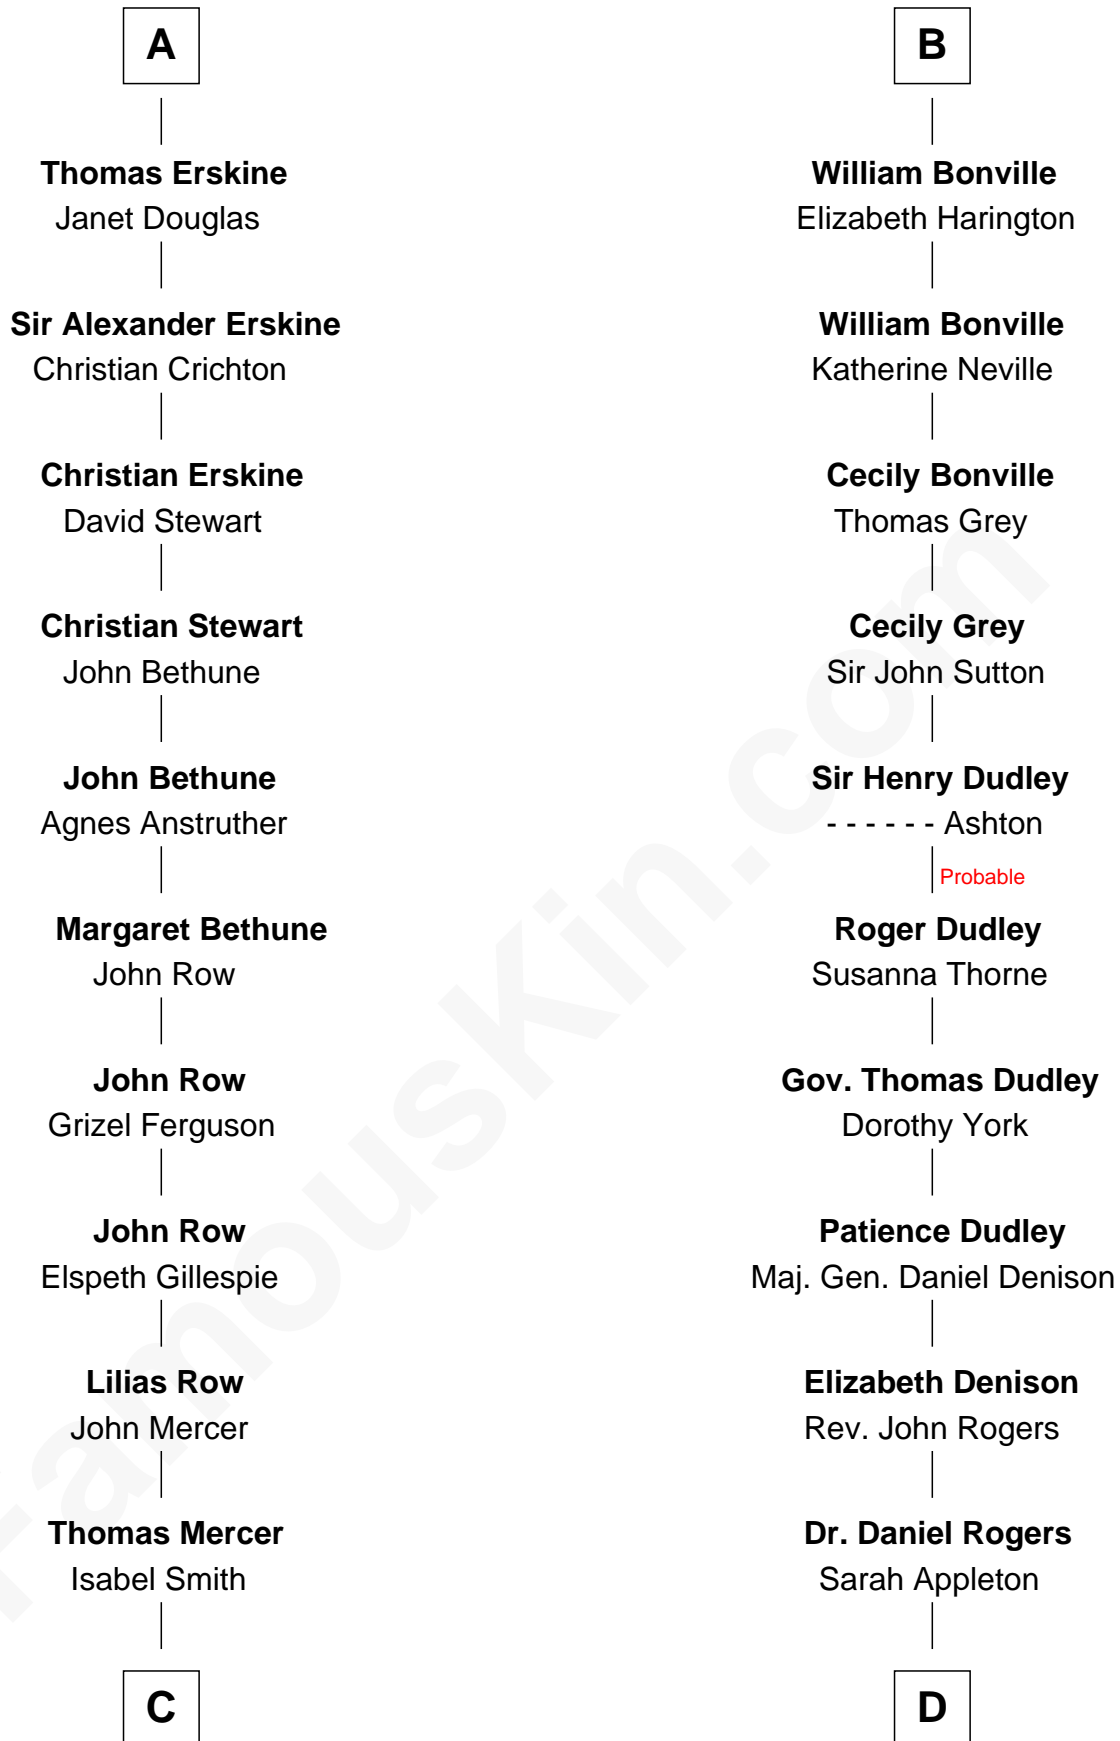 A
Thomas Erskine
Janet Douglas
Sir Alexander Erskine
Christian Crichton
Christian Erskine
David Stewart
Christian Stewart
John Bethune
John Bethune
Agnes Anstruther
Margaret Bethune
John Row
John Row
Grizel Ferguson
John Row
Elspeth Gillespie
Lilias Row
John Mercer
Thomas Mercer
Isabel Smith
C
B
William Bonville
Elizabeth Harington
William Bonville
Katherine Neville
Cecily Bonville
Thomas Grey
Cecily Grey
Sir John Sutton
Sir Henry Dudley
- - - - - - Ashton
Probable
Roger Dudley
Susanna Thorne
Gov. Thomas Dudley
Dorothy York
Patience Dudley
Maj. Gen. Daniel Denison
Elizabeth Denison
Rev. John Rogers
Dr. Daniel Rogers
Sarah Appleton
D
FamousKin.com